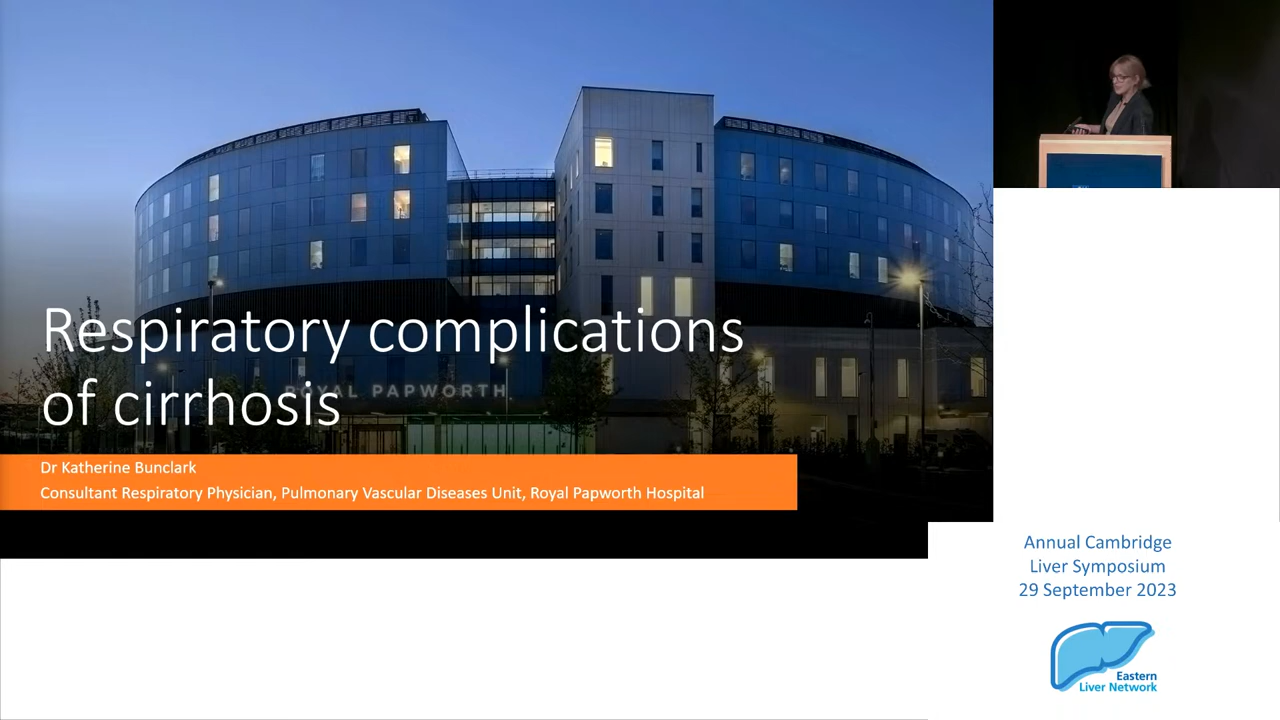 Respiratory complications
of cirrhosis
ROYAL PAPWORTH
Dr Katherine Bunclark
Consultant Respiratory Physician, Pulmonary Vascular Diseases Unit, Royal Papworth Hospital
Annual Cambridge
Liver Symposium
29 September 2023
Eastern
Liver Network